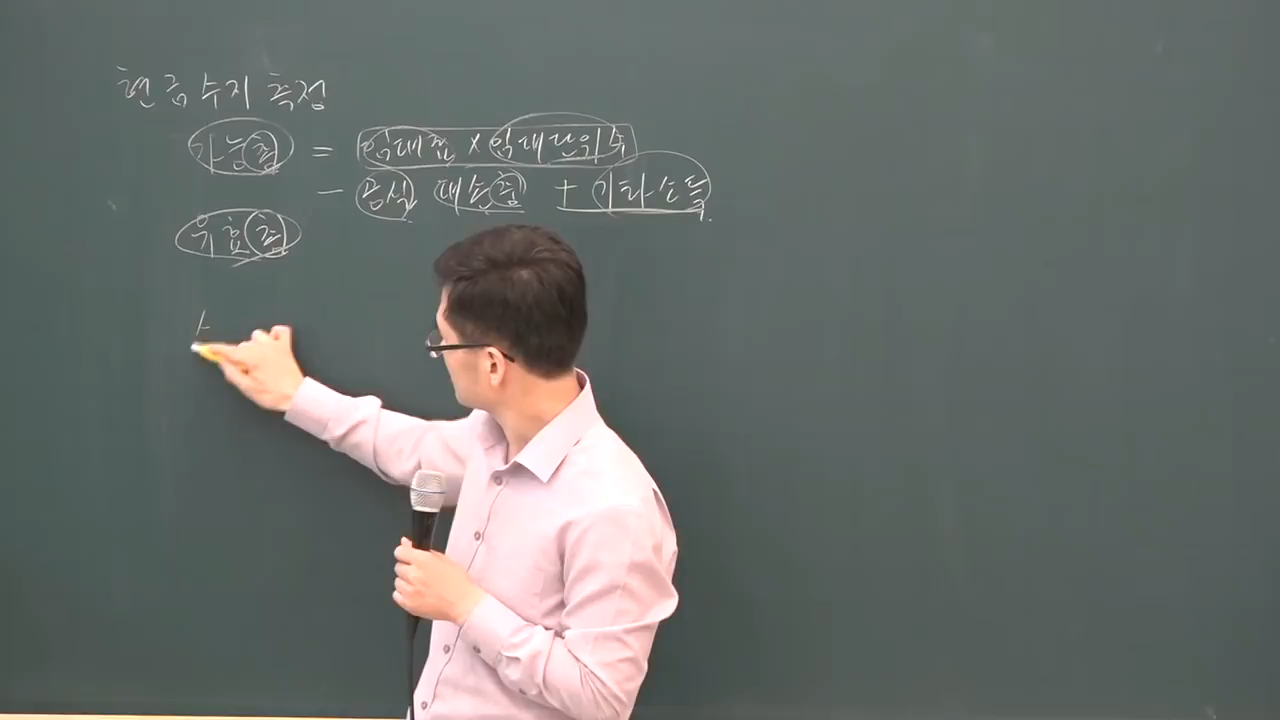 현금수지 측정
가능총 = 임대료 × 임대단위수
- 공실 대손충 + 기타소득
유효총